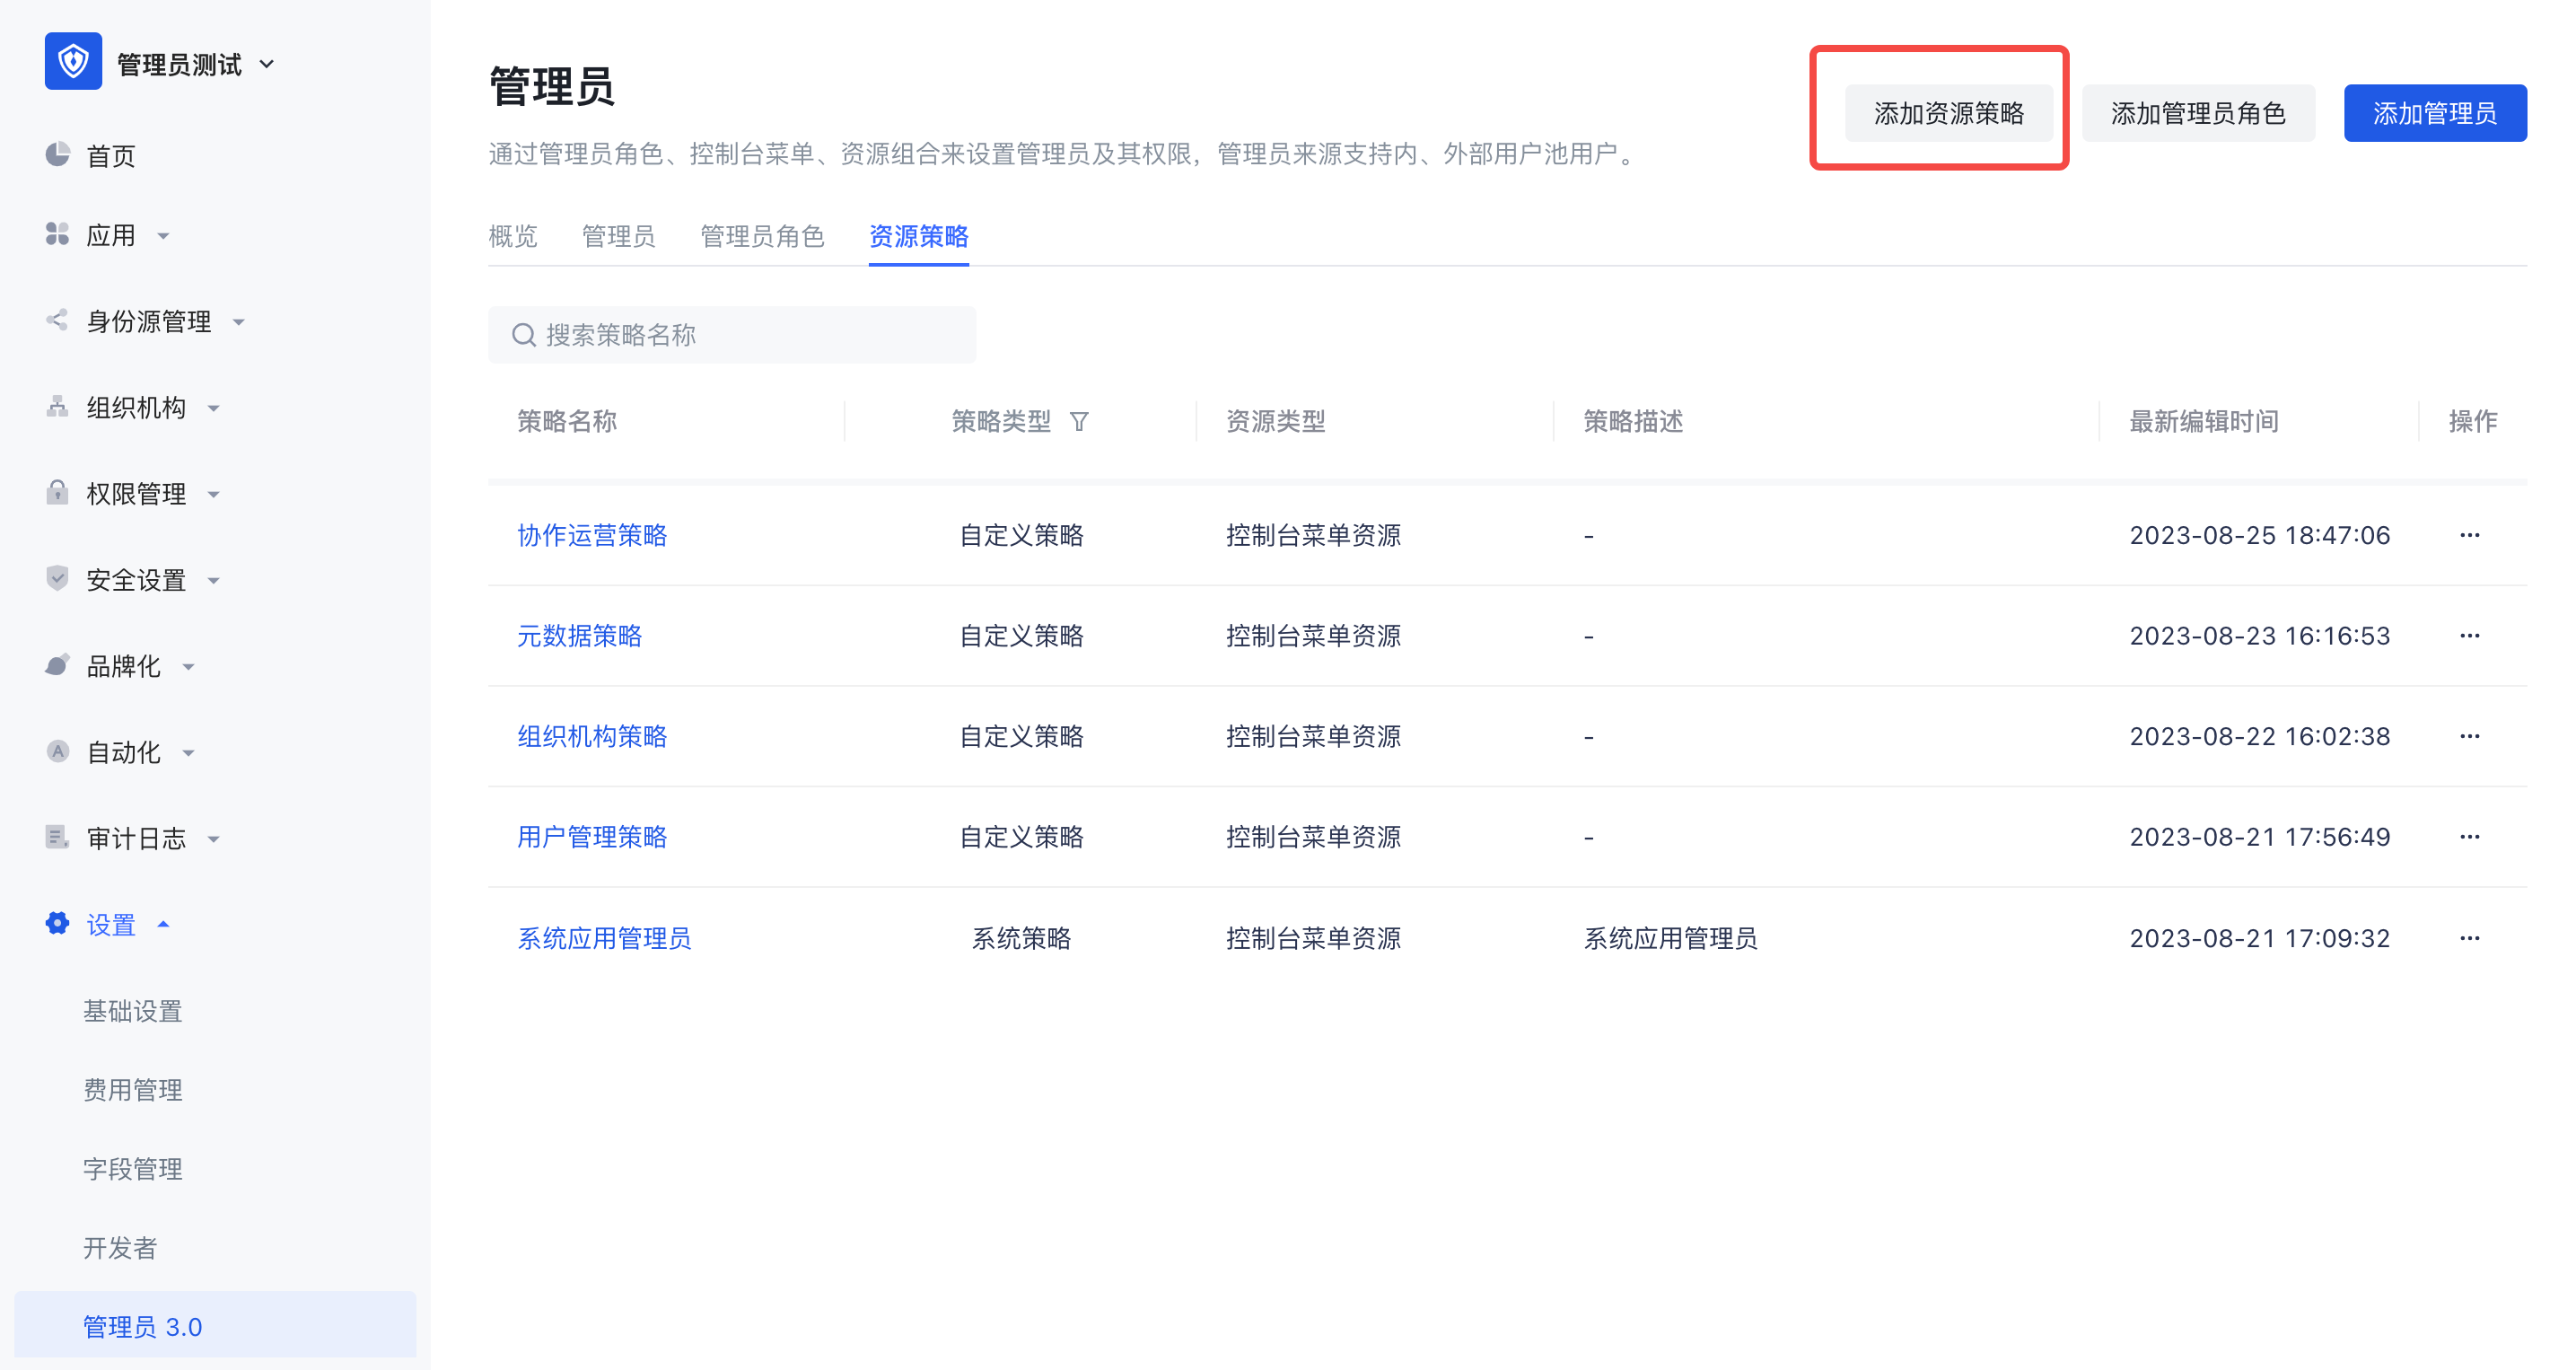 管理员测试
首页
应用
身份源管理
组织机构
权限管理
安全设置
品牌化
自动化
审计日志
设置
基础设置
费用管理
字段管理
开发者
管理员 3.0
管理员
通过管理员角色、控制台菜单、资源组合来设置管理员及其权限，管理员来源支持内、外部用户池用户。
添加资源策略 添加管理员角色 添加管理员
概览 管理员 管理员角色 资源策略
搜索策略名称
策略名称 策略类型 资源类型 策略描述 最新编辑时间 操作
协作运营策略 自定义策略 控制台菜单资源 - 2023-08-25 18:47:06 ···
元数据策略 自定义策略 控制台菜单资源 - 2023-08-23 16:16:53 ···
组织机构策略 自定义策略 控制台菜单资源 - 2023-08-22 16:02:38 ···
用户管理策略 自定义策略 控制台菜单资源 - 2023-08-21 17:56:49 ···
系统应用管理员 系统策略 控制台菜单资源 系统应用管理员 2023-08-21 17:09:32 ···